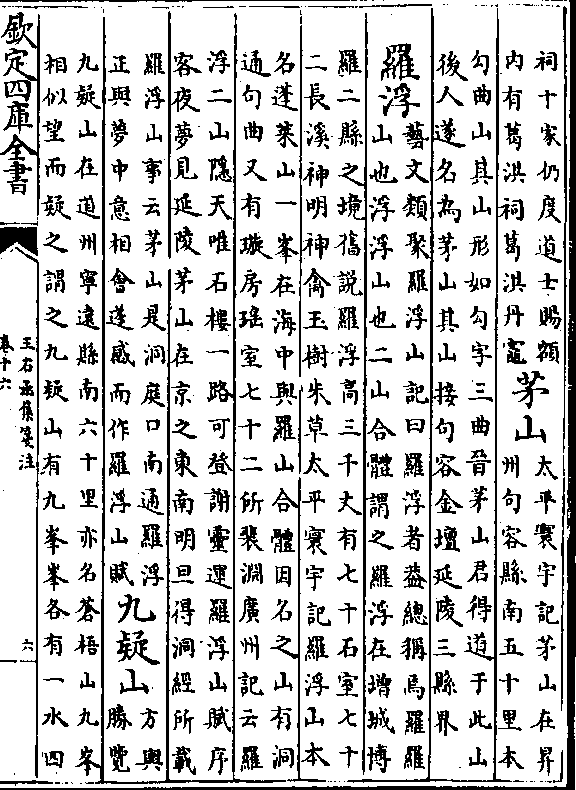 祠十家仍度道士賜額
内有葛洪祠葛洪丹竈
茅山
太平寰宇記茅山在昇
州句容縣南五十里本
勾曲山其山形如勾字三曲晉茅山君得道于此山
後人遂名為茅山其山接句容金壇延陵三縣界
羅浮
藝文類聚羅浮山記曰羅浮者葢總稱焉羅羅
山也浮浮山也二山合體謂之羅浮在增城博
羅二縣之境舊說羅浮高三千丈有七十石室七十
二長溪神明神禽玉樹朱草太平寰宇記羅浮山本
名蓬萊山一峯在海中與羅山合體因名之山有洞
通句曲又有璇房瑤室七十二所裴淵廣州記云羅
浮二山隱天唯石樓一路可登謝靈運羅浮山賦序
客夜夢見延陵茅山在京之東南明旦得洞經所載
羅浮山事云茅山是洞庭口南通羅浮
正與夢中意相會遂感而作羅浮山賦
九疑山
方輿
勝覽
九疑山在道州寧遠縣南六十里亦名蒼梧山九峯
相似望而疑之謂之九疑山有九峯峯各有一水四
欽定四庫全書
王右丞集箋注
卷十六
六